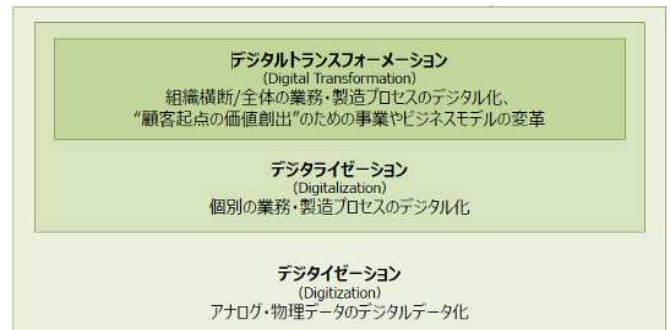 デジタルトランスフォーメーション
(Digital Transformation)
組織横断/全体の業務・製造プロセスのデジタル化、
“顧客起点の価値創出”のための事業やビジネスモデルの変革
デジタライゼーション
(Digitalization)
個別の業務・製造プロセスのデジタル化
デジタイゼーション
(Digitization)
アナログ・物理データのデジタルデータ化